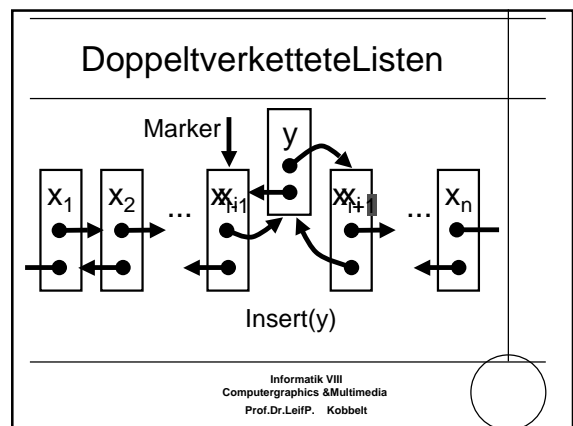 DoppeltverketteteListen
Marker
y
x1 x2 ... ... xn
Insert(y)
Informatik VIII
Computergraphics &Multimedia
Prof.Dr.LeifP. Kobbelt